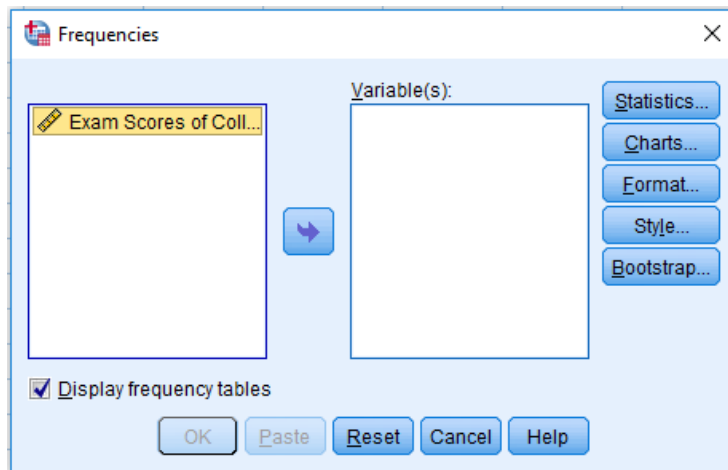 Frequencies
Exam Scores of Coll...
Variable(s):
Statistics...
Charts...
Format...
Style...
Bootstrap...
Display frequency tables
OK Paste Reset Cancel Help